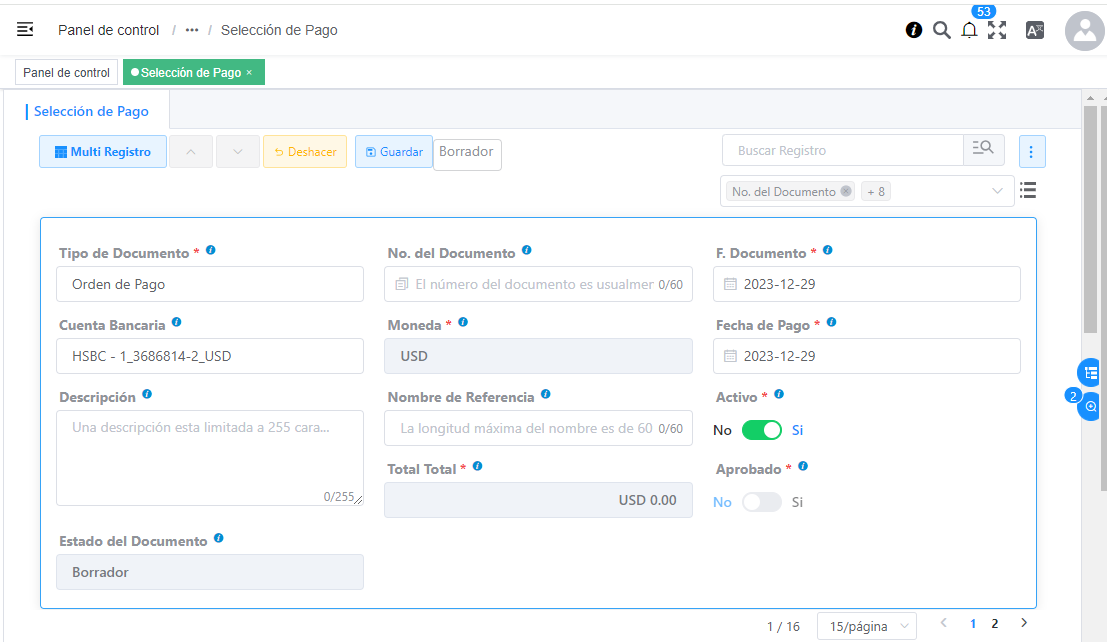 Panel de control / ••• / Selección de Pago
53
Panel de control
Selección de Pago ×
Selección de Pago
Multi Registro
Deshacer
Guardar
Borrador
Buscar Registro
No. del Documento
+ 8
Tipo de Documento *
No. del Documento
F. Documento *
Orden de Pago
El número del documento es usualmer 0/60
2023-12-29
Cuenta Bancaria
Moneda *
Fecha de Pago *
HSBC - 1_3686814-2_USD
USD
2023-12-29
Descripción
Nombre de Referencia
Activo *
Una descripción esta limitada a 255 cara...
0/255
La longitud máxima del nombre es de 60 0/60
No Si
Total Total *
Aprobado *
USD 0.00
No Si
Estado del Documento
Borrador
2
1 / 16
15/página
1 2